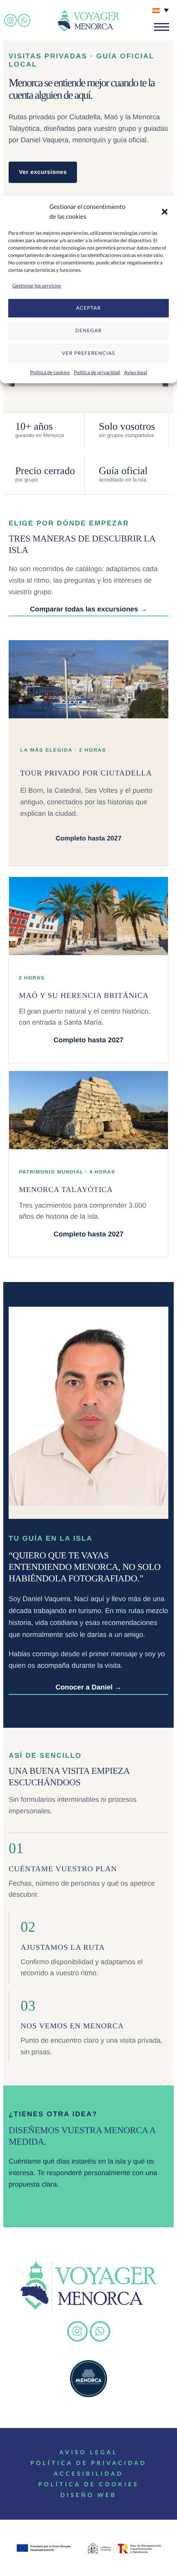 VOYAGER
MENORCA
VISITAS PRIVADAS · GUÍA OFICIAL
LOCAL
Menorca se entiende mejor cuando te la
cuenta alguien de aquí.
Rutas privadas por Ciutadella, Maó y la Menorca
Talayótica, diseñadas para vuestro grupo y guiadas
por Daniel Vaquera, menorquín y guía oficial.
Ver excursiones
Gestionar el consentimiento
de las cookies
Para ofrecer las mejores experiencias, utilizamos tecnologías como las
cookies para almacenar y/o acceder a la información del dispositivo. El
consentimiento de estas tecnologías nos permitirá procesar datos como el
comportamiento de navegación o las identificaciones únicas en este sitio.
No consentir o retirar el consentimiento, puede afectar negativamente a
ciertas características y funciones.
Gestionar los servicios
ACEPTAR
DENEGAR
VER PREFERENCIAS
Política de cookies Política de privacidad Aviso legal
10+ años
guiando en Menorca
Solo vosotros
sin grupos compartidos
Precio cerrado
por grupo
Guía oficial
acreditado en la isla
ELIGE POR DÓNDE EMPEZAR
TRES MANERAS DE DESCUBRIR LA
ISLA
No son recorridos de catálogo: adaptamos cada
visita al ritmo, las preguntas y los intereses de
vuestro grupo.
Comparar todas las excursiones →
LA MÁS ELEGIDA · 2 HORAS
TOUR PRIVADO POR CIUTADELLA
El Born, la Catedral, Ses Voltes y el puerto
antiguo, conectados por las historias que
explican la ciudad.
Completo hasta 2027
2 HORAS
MAÓ Y SU HERENCIA BRITÁNICA
El gran puerto natural y el centro histórico,
con entrada a Santa María.
Completo hasta 2027
PATRIMONIO MUNDIAL · 4 HORAS
MENORCA TALAYÓTICA
Tres yacimientos para comprender 3.000
años de historia de la isla.
Completo hasta 2027
TU GUÍA EN LA ISLA
"QUIERO QUE TE VAYAS
ENTENDIENDO MENORCA, NO SOLO
HABIÉNDOLA FOTOGRAFIADO."
Soy Daniel Vaquera. Nací aquí y llevo más de una
década trabajando en turismo. En mis rutas mezclo
historia, vida cotidiana y esas recomendaciones
que normalmente solo le darías a un amigo.
Hablas conmigo desde el primer mensaje y soy yo
quien os acompaña durante la visita.
Conocer a Daniel →
ASÍ DE SENCILLO
UNA BUENA VISITA EMPIEZA
ESCUCHÁNDOOS
Sin formularios interminables ni procesos
impersonales.
01
CUÉNTAME VUESTRO PLAN
Fechas, número de personas y qué os apetece
descubrir.
02
AJUSTAMOS LA RUTA
Confirmo disponibilidad y adaptamos el
recorrido a vuestro ritmo.
03
NOS VEMOS EN MENORCA
Punto de encuentro claro y una visita privada,
sin prisas.
¿TIENES OTRA IDEA?
DISEÑEMOS VUESTRA MENORCA A
MEDIDA.
Cuéntame qué días estaréis en la isla y qué os
interesa. Te responderé personalmente con una
propuesta clara.
VOYAGER
MENORCA
MENORCA
AVISO LEGAL
POLÍTICA DE PRIVACIDAD
ACCESIBILIDAD
POLÍTICA DE COOKIES
DISEÑO WEB